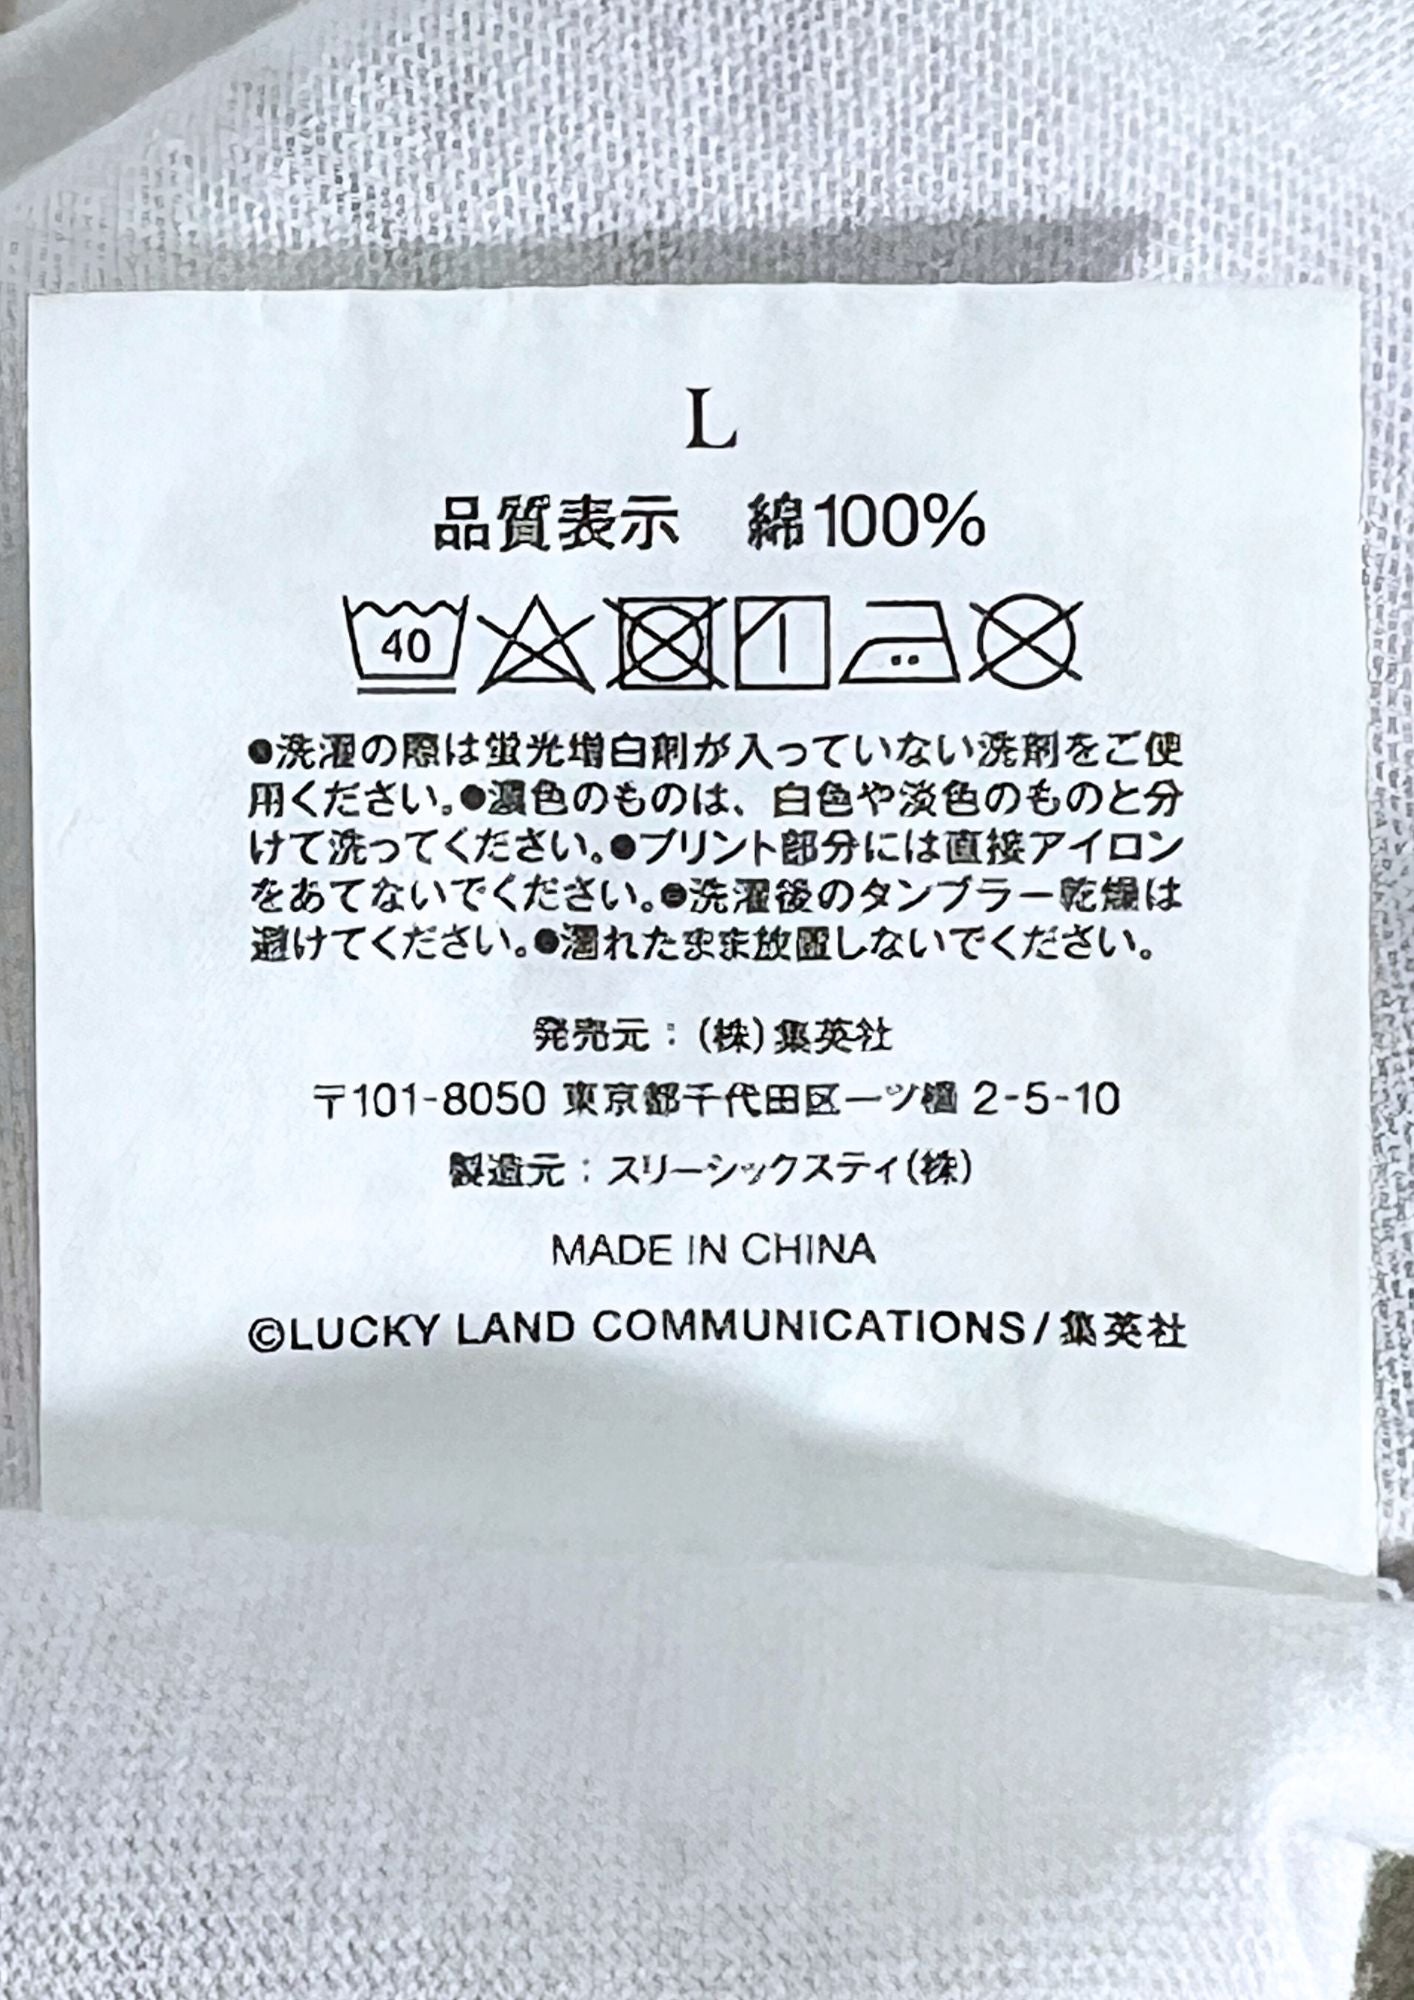 L
品質表示　綿100%
40
●洗濯の際は蛍光増白剤が入っていない洗剤をご使
用ください。●濃色のものは、白色や淡色のものと分
けて洗ってください。●プリント部分には直接アイロン
をあてないでください。●洗濯後のタンブラー乾燥は
避けてください。●濡れたまま放置しないでください。
発売元：(株)集英社
〒101-8050 東京都千代田区一ツ橋 2-5-10
製造元：スリーシックスティ(株)
MADE IN CHINA
©LUCKY LAND COMMUNICATIONS/集英社